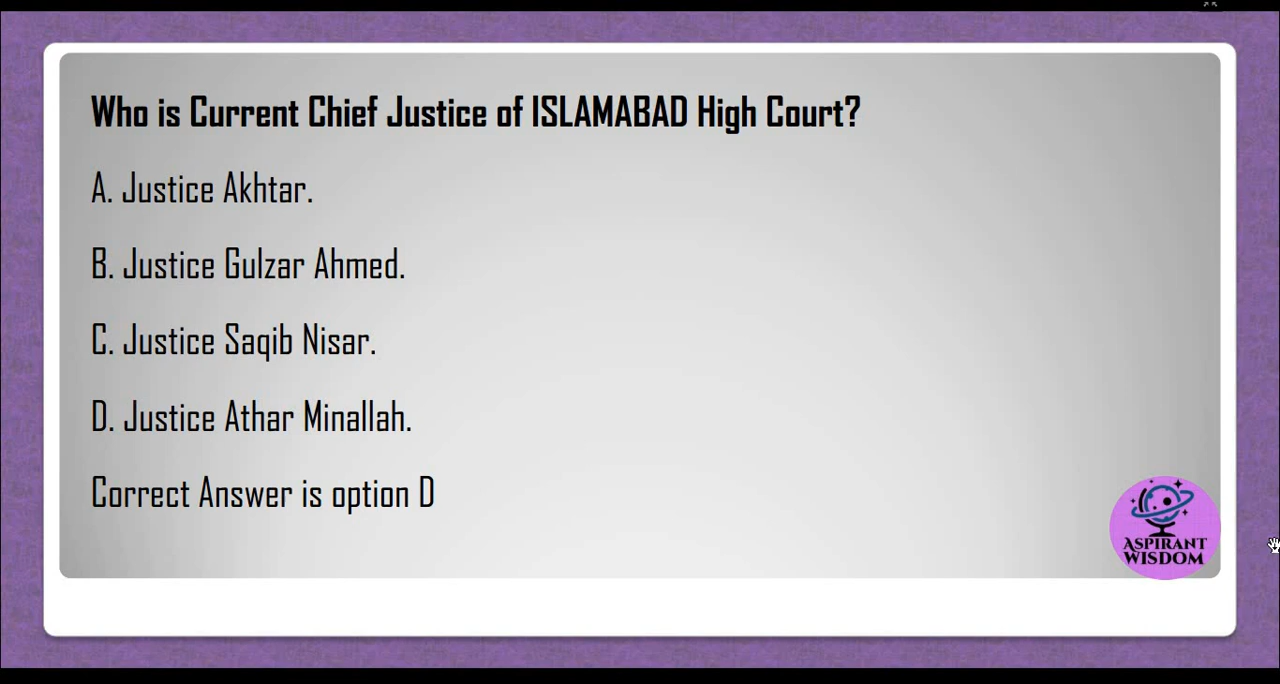 Who is Current Chief Justice of ISLAMABAD High Court?
A. Justice Akhtar.
B. Justice Gulzar Ahmed.
C. Justice Saqib Nisar.
D. Justice Athar Minallah.
Correct Answer is option D
ASPIRANT
WISDOM